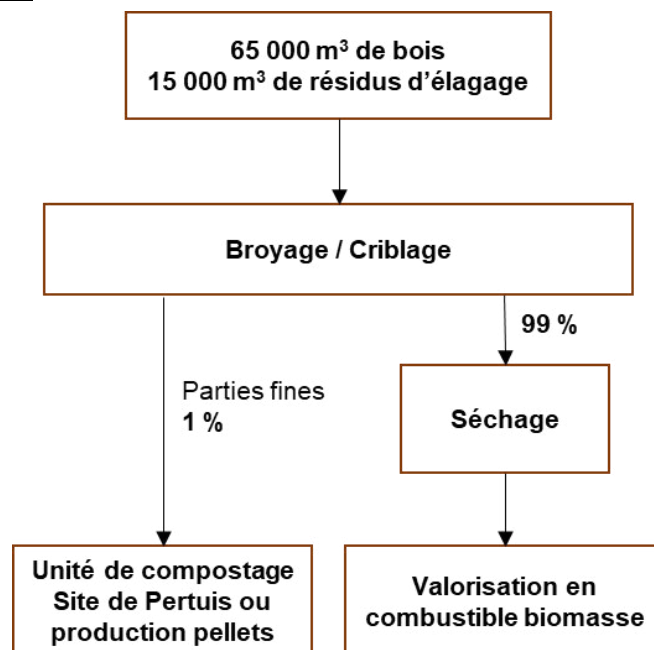 65 000 m³ de bois
15 000 m³ de résidus d'élagage
Broyage / Criblage
99 %
Parties fines
1 %
Séchage
Unité de compostage
Site de Pertuis ou
production pellets
Valorisation en
combustible biomasse